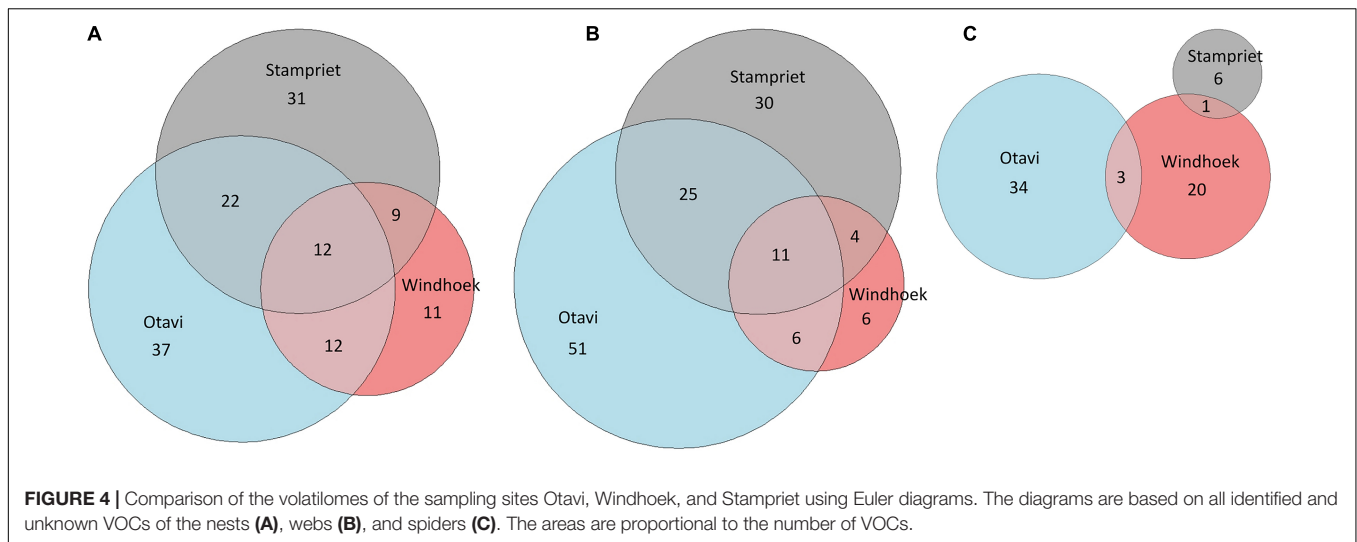 A
Stampriet
31
22
9
12
Windhoek
11
Otavi
37
12
B
Stampriet
30
25
4
11
Windhoek
6
Otavi
51
6
C
Stampriet
6
1
Otavi
34
3
Windhoek
20
FIGURE 4 | Comparison of the volatilomes of the sampling sites Otavi, Windhoek, and Stampriet using Euler diagrams. The diagrams are based on all identified and
unknown VOCs of the nests (A), webs (B), and spiders (C). The areas are proportional to the number of VOCs.